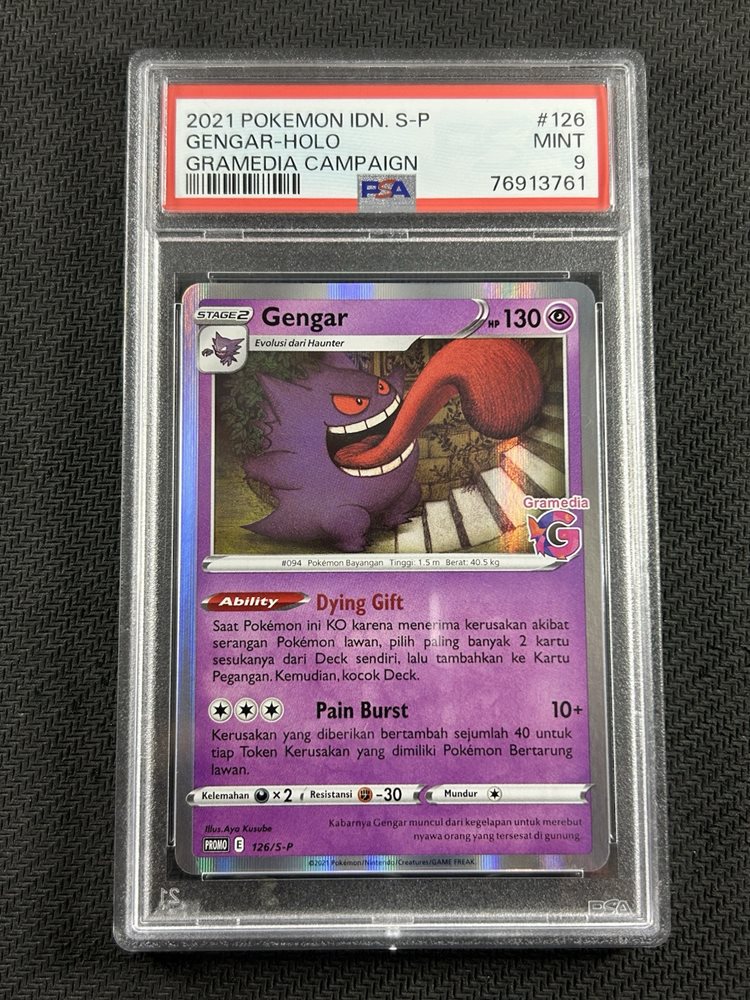 2021 POKEMON IDN. S-P #126
GENGAR-HOLO MINT
GRAMEDIA CAMPAIGN 9
PSA 76913761
STAGE2 Gengar HP 130
Evolusi dari Haunter
Gramedia
G
#094 Pokémon Bayangan Tinggi: 1.5 m Berat: 40.5 kg
Ability Dying Gift
Saat Pokémon ini KO karena menerima kerusakan akibat
serangan Pokémon lawan, pilih paling banyak 2 kartu
sesukanya dari Deck sendiri, lalu tambahkan ke Kartu
Pegangan. Kemudian, kocok Deck.
Pain Burst 10+
Kerusakan yang diberikan bertambah sejumlah 40 untuk
tiap Token Kerusakan yang dimiliki Pokémon Bertarung
lawan.
Kelemahan ×2 Resistansi -30 Mundur
Illus. Aya Kusube
Kabarnya Gengar muncul dari kegelapan untuk merebut
nyawa orang yang tersesat di gunung.
PROMO E 126/S-P
©2021 Pokémon/Nintendo/Creatures/GAME FREAK.
PSA